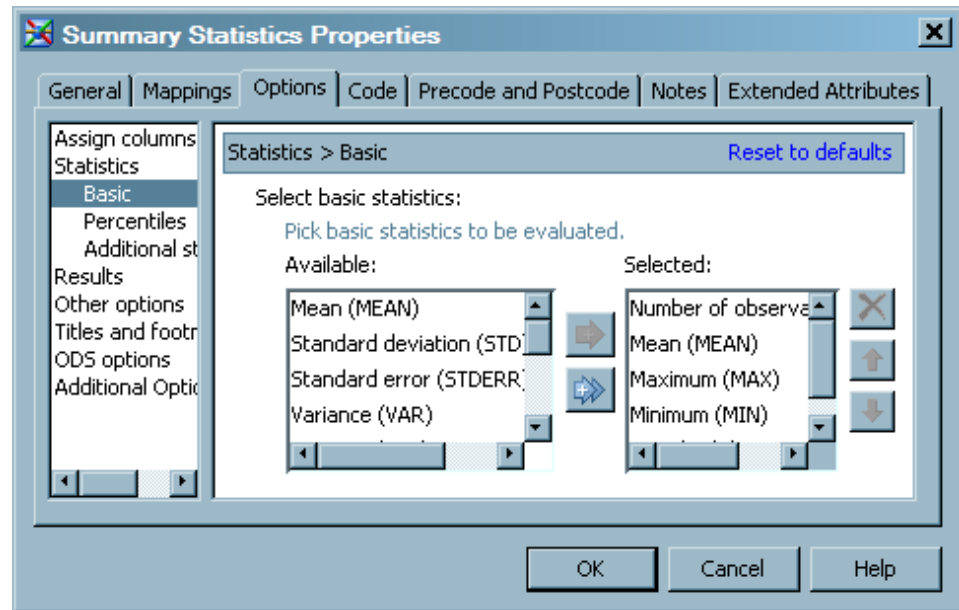 Summary Statistics Properties
General Mappings Options Code Precode and Postcode Notes Extended Attributes
Assign columns
Statistics
Basic
Percentiles
Additional st
Results
Other options
Titles and footr
ODS options
Additional Optic
Statistics > Basic Reset to defaults
Select basic statistics:
Pick basic statistics to be evaluated.
Available:
Mean (MEAN)
Standard deviation (STD
Standard error (STDERR
Variance (VAR)
Selected:
Number of observa
Mean (MEAN)
Maximum (MAX)
Minimum (MIN)
OK Cancel Help